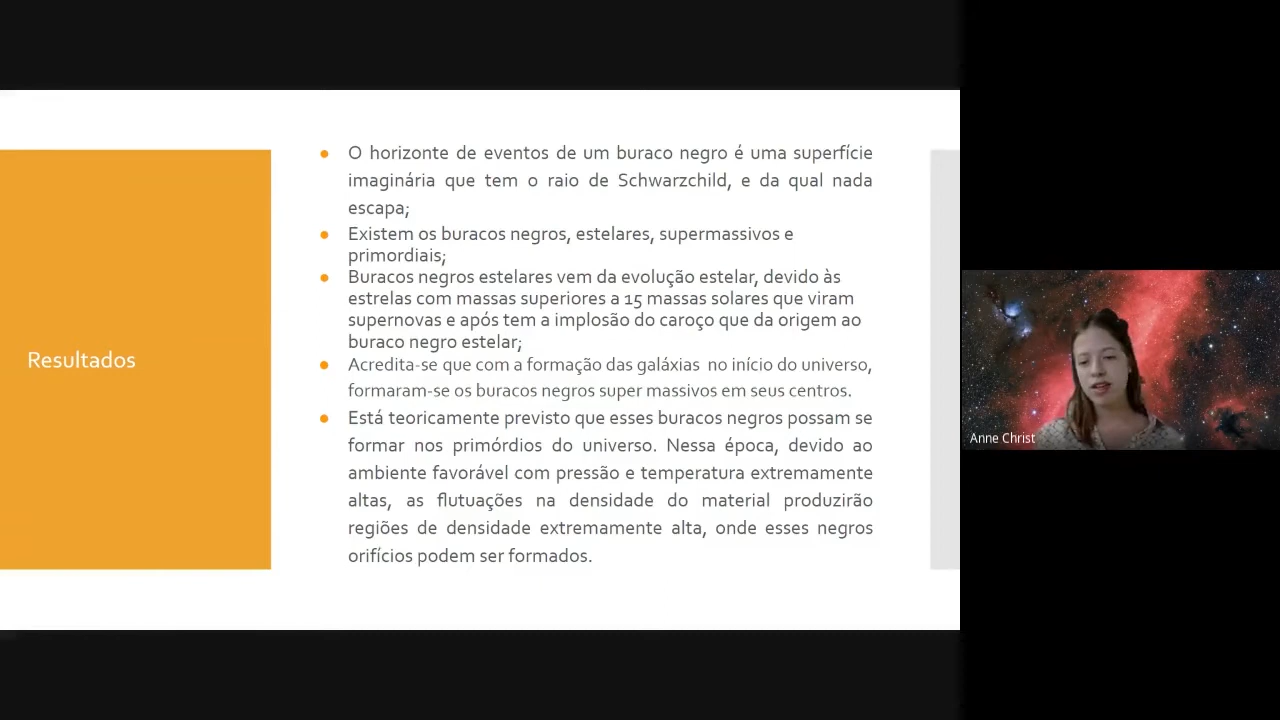 Resultados
O horizonte de eventos de um buraco negro é uma superfície
imaginária que tem o raio de Schwarzchild, e da qual nada
escapa;
Existem os buracos negros, estelares, supermassivos e
primordiais;
Buracos negros estelares vem da evolução estelar, devido às
estrelas com massas superiores a 15 massas solares que viram
supernovas e após tem a implosão do caroço que da origem ao
buraco negro estelar;
Acredita-se que com a formação das galáxias no início do universo,
formaram-se os buracos negros super massivos em seus centros.
Está teoricamente previsto que esses buracos negros possam se
formar nos primórdios do universo. Nessa época, devido ao
ambiente favorável com pressão e temperatura extremamente
altas, as flutuações na densidade do material produzirão
regiões de densidade extremamente alta, onde esses negros
orifícios podem ser formados.
Anne Christ